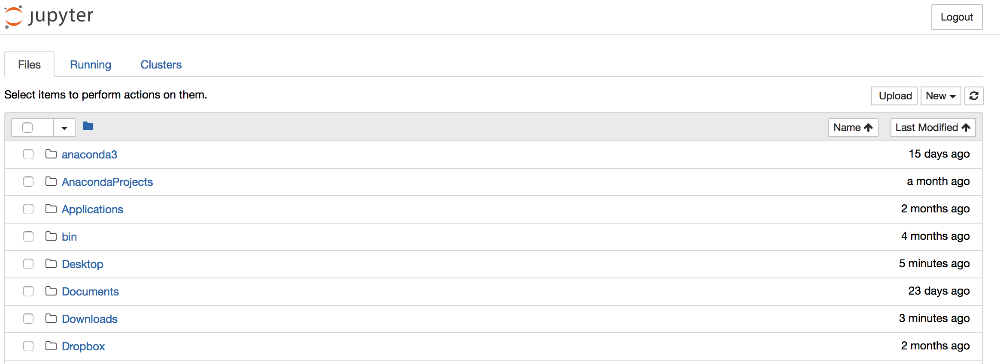 jupyter
Logout
Files Running Clusters
Select items to perform actions on them.
Upload New
Name Last Modified
anaconda3 15 days ago
AnacondaProjects a month ago
Applications 2 months ago
bin 4 months ago
Desktop 5 minutes ago
Documents 23 days ago
Downloads 3 minutes ago
Dropbox 2 months ago